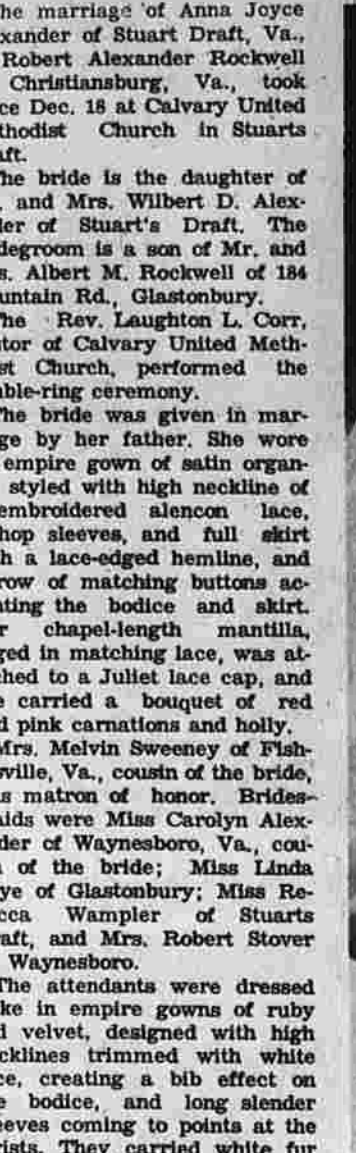 he marriage of Anna Joyce
xander of Stuart Draft, Va.,
Robert Alexander Rockwell
Christiansburg, Va., took
ce Dec. 18 at Calvary United
thodist Church in Stuarts
aft.
he bride is the daughter of
. and Mrs. Wilbert D. Alex-
der of Stuart's Draft. The
degroom is a son of Mr. and
s. Albert M. Rockwell of 184
untain Rd., Glastonbury.
he Rev. Laughton L. Corr,
stor of Calvary United Meth-
st Church, performed the
ble-ring ceremony.
he bride was given in mar-
ge by her father. She wore
empire gown of satin organ-
styled with high neckline of
embroidered alencon lace,
hop sleeves, and full skirt
h a lace-edged hemline, and
row of matching buttons ac-
nting the bodice and skirt.
r chapel-length mantilla,
ged in matching lace, was at-
ched to a Juliet lace cap, and
e carried a bouquet of red
d pink carnations and holly.
Mrs. Melvin Sweeney of Fish-
sville, Va., cousin of the bride,
s matron of honor. Brides-
aids were Miss Carolyn Alex-
der of Waynesboro, Va., cou-
n of the bride; Miss Linda
ye of Glastonbury; Miss Re-
cca Wampler of Stuarts
aft, and Mrs. Robert Stover
Waynesboro.
The attendants were dressed
ke in empire gowns of ruby
d velvet, designed with high
cklines trimmed with white
ce, creating a bib effect on
e bodice, and long slender
eeves coming to points at the
ists. They carried white fur